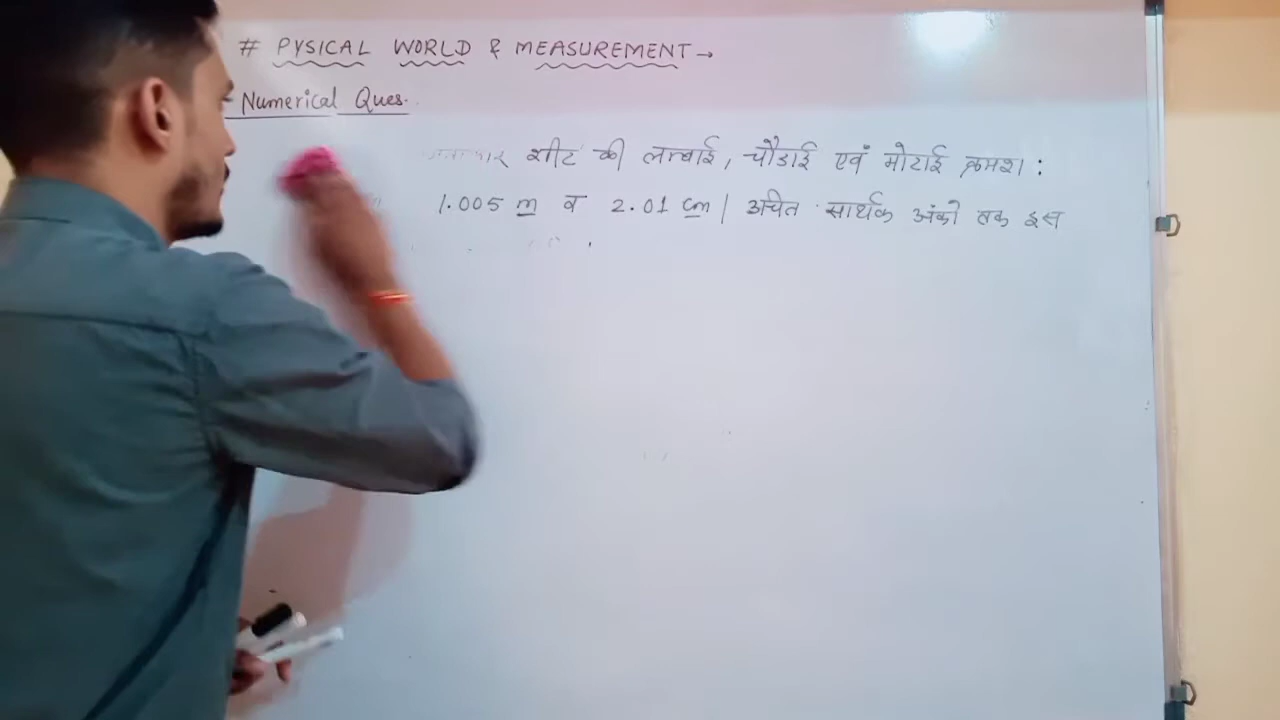 # PYSICAL WORLD & MEASUREMENT →
Numerical Ques.
शीट की लम्बाई, चौडाई एवं मोटाई क्रमश:
1.005 m व 2.01 cm | उचित सार्थक अंको तक इस